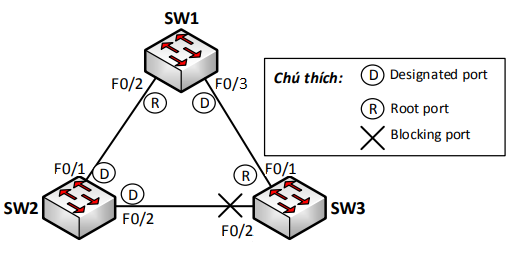 SW1
F0/2
F0/3
R
D
Chú thích:
D Designated port
R Root port
Blocking port
F0/1
D
R
F0/1
D
SW2
F0/2
F0/2
SW3